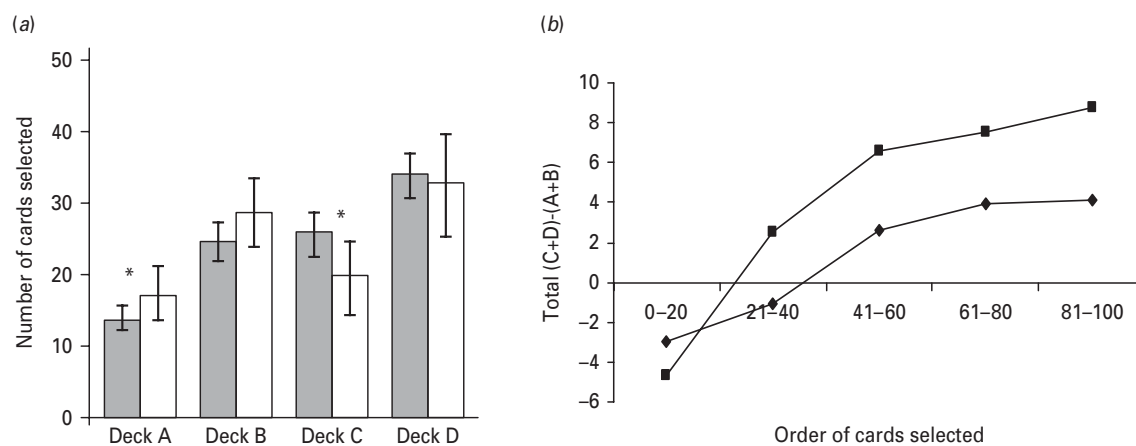 (a)
Number of cards selected
50
40
30
20
10
0
*
*
Deck A
Deck B
Deck C
Deck D
(b)
Total (C+D)-(A+B)
10
8
6
4
2
0
–2
–4
–6
0–20
21–40
41–60
61–80
81–100
Order of cards selected